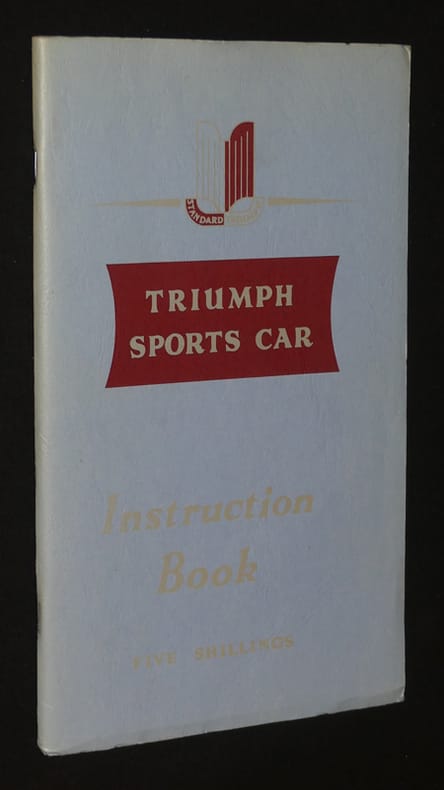 STANDARD TRIUMPH
TRIUMPH
SPORTS CAR
Instruction
Book
FIVE SHILLINGS